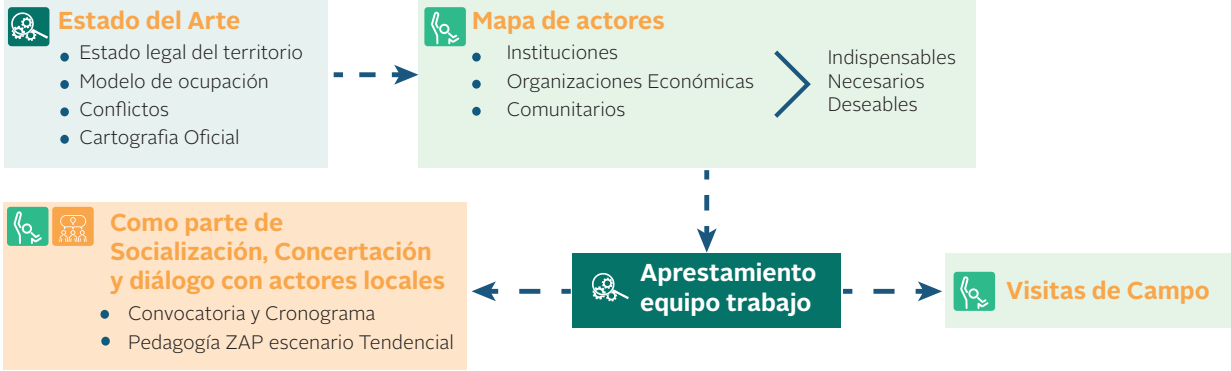 Estado del Arte
Estado legal del territorio
Modelo de ocupación
Conflictos
Cartografia Oficial
Mapa de actores
Instituciones
Organizaciones Económicas
Comunitarios
Indispensables
Necesarios
Deseables
Como parte de
Socialización, Concertación
y diálogo con actores locales
Convocatoria y Cronograma
Pedagogía ZAP escenario Tendencial
Aprestamiento
equipo trabajo
Visitas de Campo